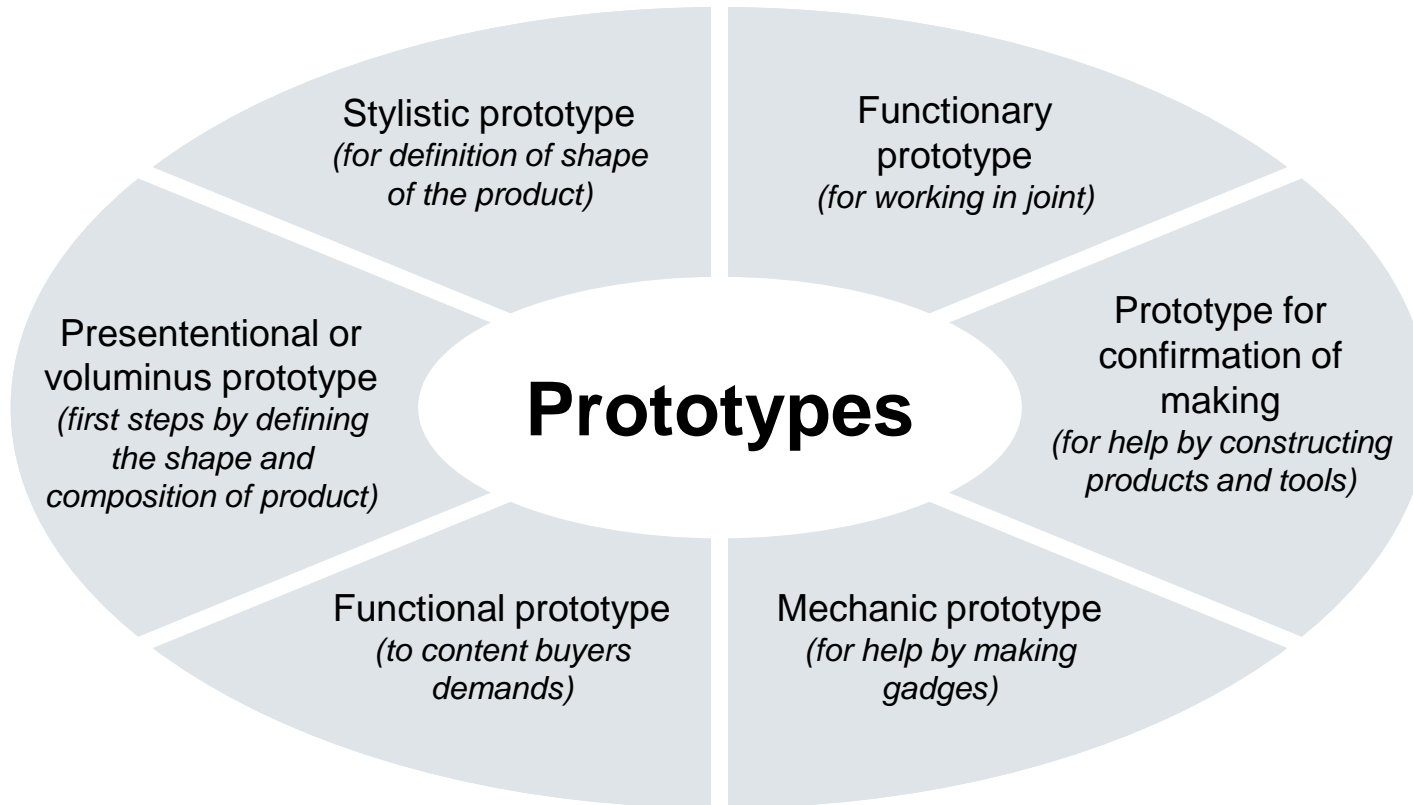 Stylistic prototype
(for definition of shape
of the product)
Functionary
prototype
(for working in joint)
Presententional or
voluminus prototype
(first steps by defining
the shape and
composition of product)
Prototypes
Prototype for
confirmation of
making
(for help by constructing
products and tools)
Functional prototype
(to content buyers
demands)
Mechanic prototype
(for help by making
gadges)